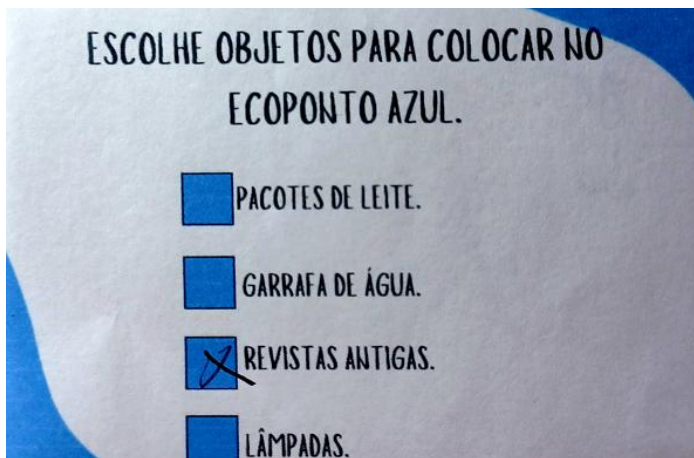 ESCOLHE OBJETOS PARA COLOCAR NO
ECOPONTO AZUL.
PACOTES DE LEITE.
GARRAFA DE ÁGUA.
REVISTAS ANTIGAS.
LÂMPADAS.